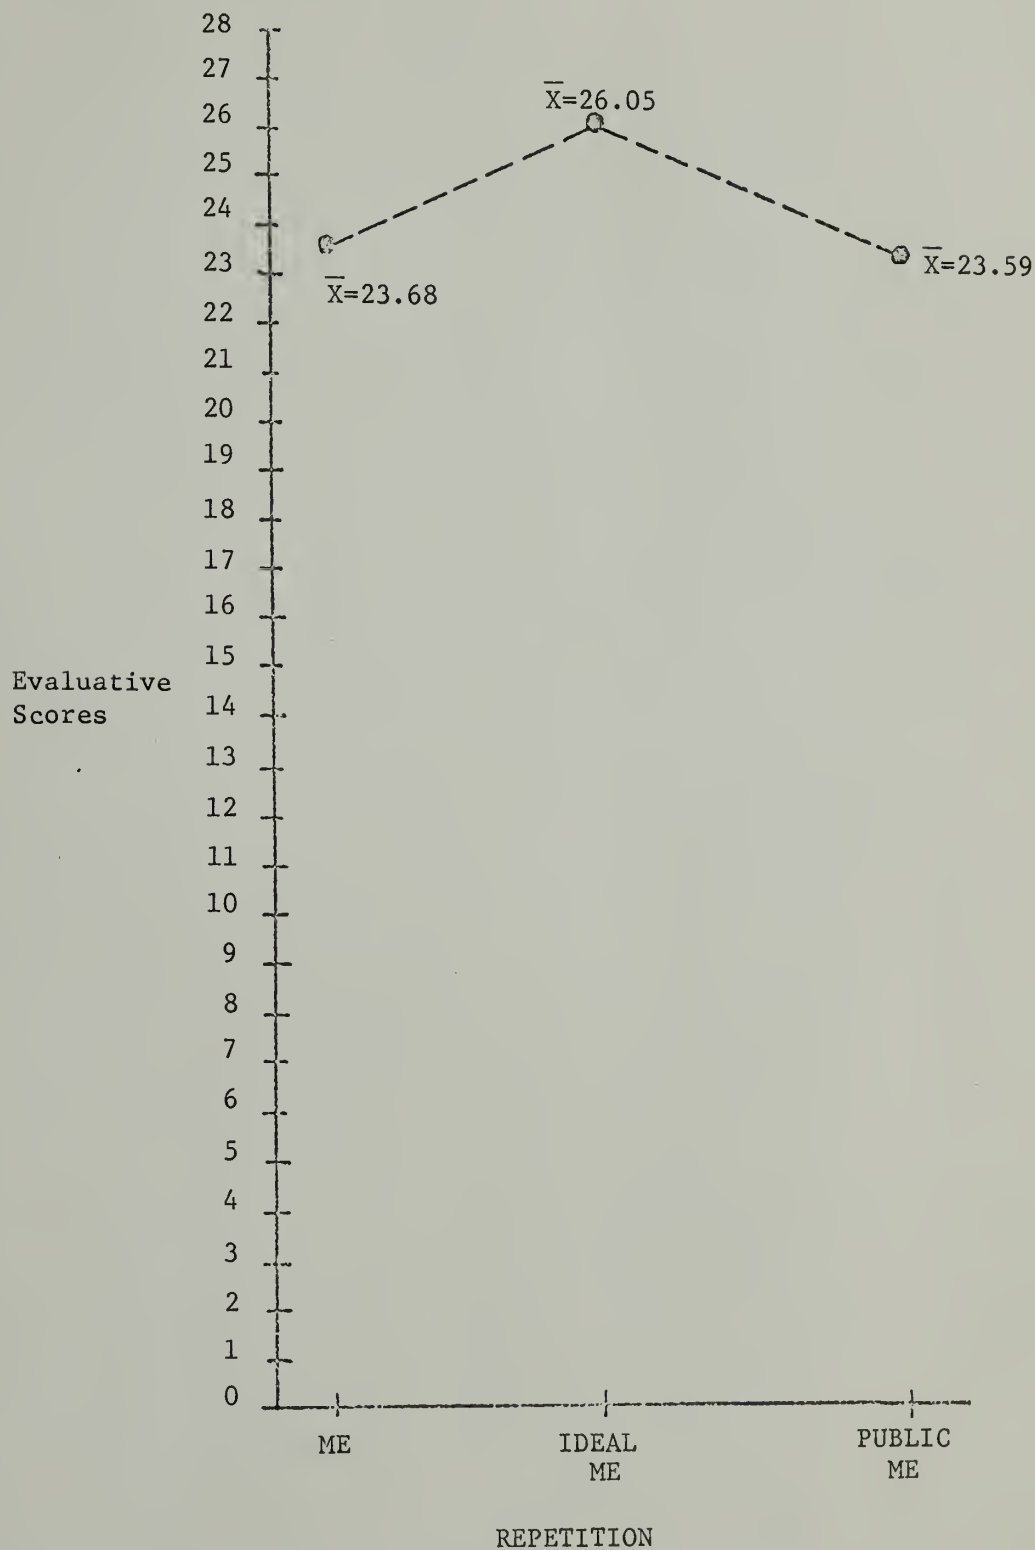 28
27
X̄=26.05
26
25
24
23
X̄=23.59
X̄=23.68
22
21
20
19
18
17
16
15
Evaluative
Scores
14
13
12
11
10
9
8
7
6
5
4
3
2
1
0
ME
IDEAL
ME
PUBLIC
ME
REPETITION